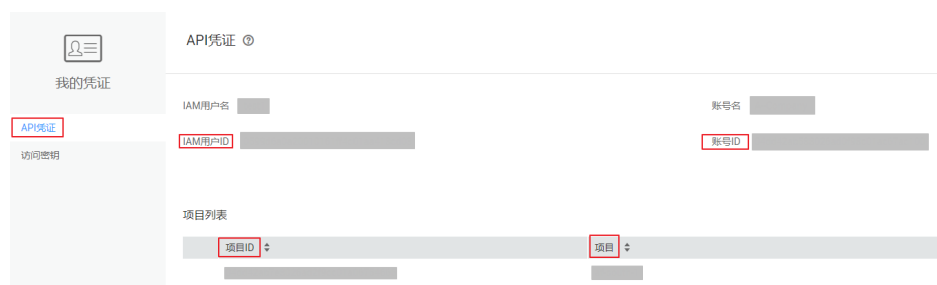 我的凭证
API凭证
访问密钥
API凭证
IAM用户名
账号名
IAM用户ID
账号ID
项目列表
项目ID 项目